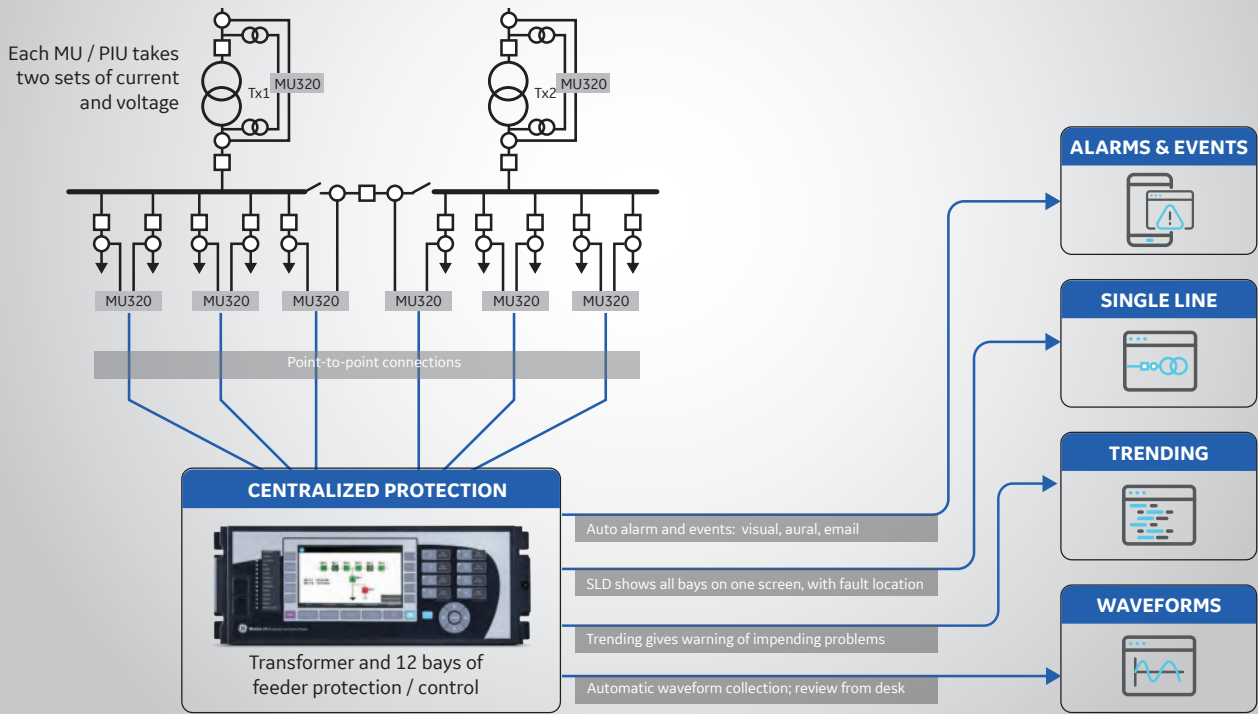 Each MU / PIU takes
two sets of current
and voltage
Tx1
MU320
Tx2
MU320
MU320
MU320
MU320
MU320
MU320
MU320
Point-to-point connections
CENTRALIZED PROTECTION
Transformer and 12 bays of
feeder protection / control
Auto alarm and events: visual, aural, email
SLD shows all bays on one screen, with fault location
Trending gives warning of impending problems
Automatic waveform collection; review from desk
ALARMS & EVENTS
SINGLE LINE
TRENDING
WAVEFORMS